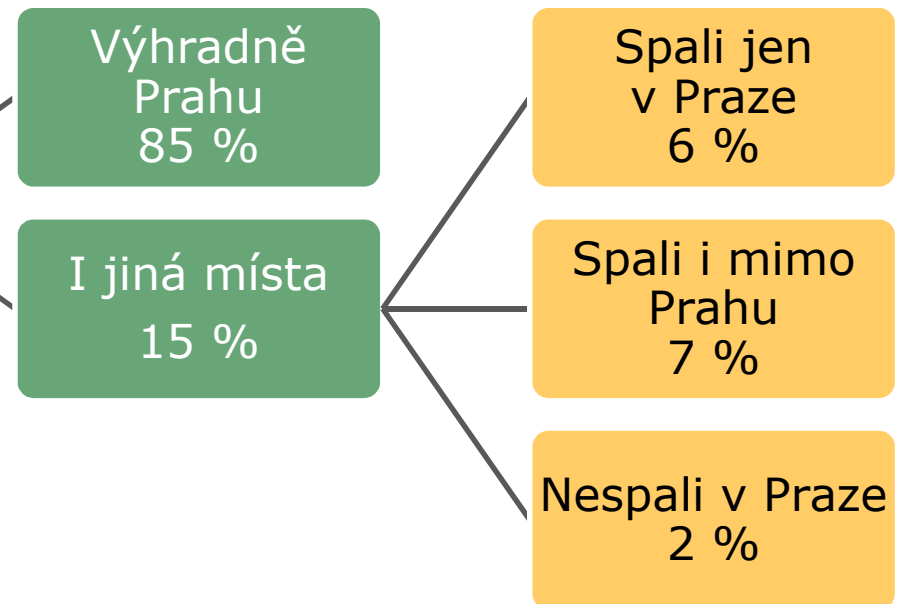 Výhradně
Prahu
85 %
I jiná místa
15 %
Spali jen
v Praze
6 %
Spali i mimo
Prahu
7 %
Nespali v Praze
2 %